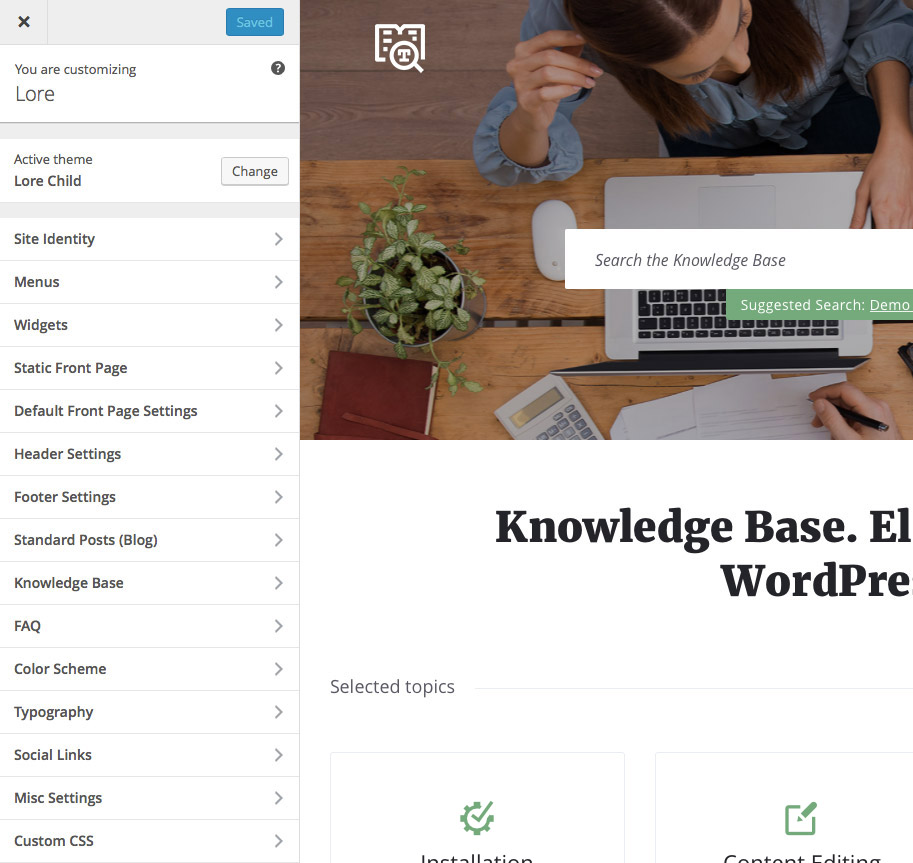 Saved
You are customizing
Lore
Active theme
Lore Child
Change
Site Identity
Menus
Widgets
Static Front Page
Default Front Page Settings
Header Settings
Footer Settings
Standard Posts (Blog)
Knowledge Base
FAQ
Color Scheme
Typography
Social Links
Misc Settings
Custom CSS
T
Search the Knowledge Base
Suggested Search: Demo
Knowledge Base. El
WordPres
Selected topics
Installation
Content Editing